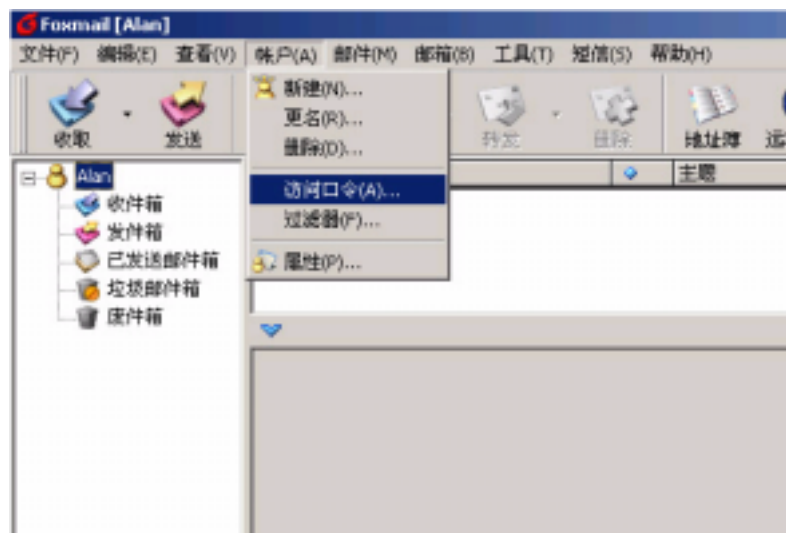 Foxmail [Alan]
文件(F) 编辑(E) 查看(V) 帐户(A) 邮件(M) 邮箱(B) 工具(T) 短信(S) 帮助(H)
收取 发送 转发 删除 地址簿
新建(N)...
更名(R)...
删除(D)...
访问口令(A)...
过滤器(F)...
属性(P)...
主题
Alan
收件箱
发件箱
已发送邮件箱
垃圾邮件箱
废件箱